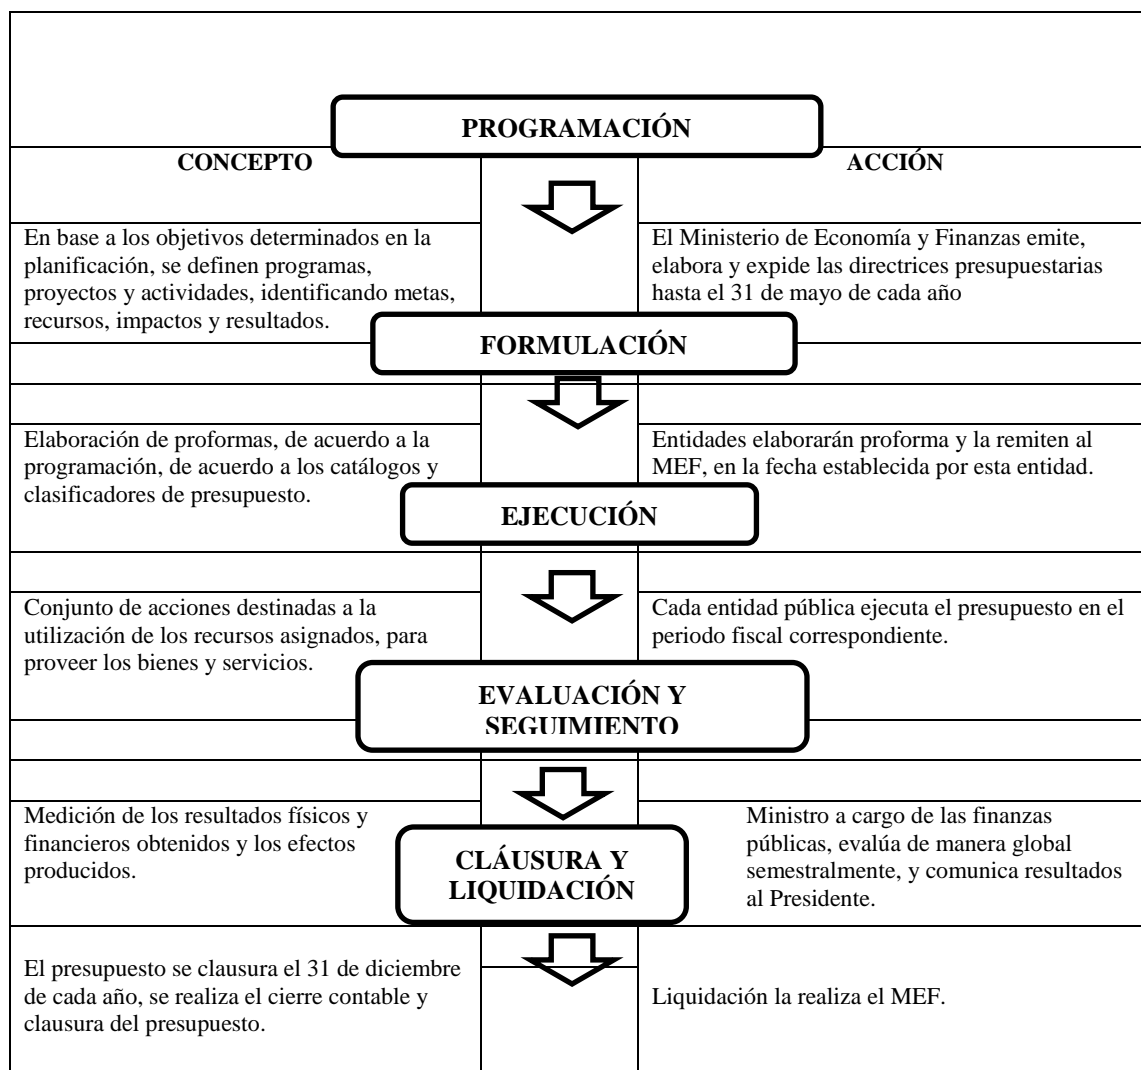 PROGRAMACIÓN
CONCEPTO
ACCIÓN
En base a los objetivos determinados en la
planificación, se definen programas,
proyectos y actividades, identificando metas,
recursos, impactos y resultados.
El Ministerio de Economía y Finanzas emite,
elabora y expide las directrices presupuestarias
hasta el 31 de mayo de cada año
FORMULACIÓN
Elaboración de proformas, de acuerdo a la
programación, de acuerdo a los catálogos y
clasificadores de presupuesto.
Entidades elaborarán proforma y la remiten al
MEF, en la fecha establecida por esta entidad.
EJECUCIÓN
Conjunto de acciones destinadas a la
utilización de los recursos asignados, para
proveer los bienes y servicios.
Cada entidad pública ejecuta el presupuesto en el
periodo fiscal correspondiente.
EVALUACIÓN Y
SEGUIMIENTO
Medición de los resultados físicos y
financieros obtenidos y los efectos
producidos.
Ministro a cargo de las finanzas
públicas, evalúa de manera global
semestralmente, y comunica resultados
al Presidente.
CLÁUSURA Y
LIQUIDACIÓN
El presupuesto se clausura el 31 de diciembre
de cada año, se realiza el cierre contable y
clausura del presupuesto.
Liquidación la realiza el MEF.